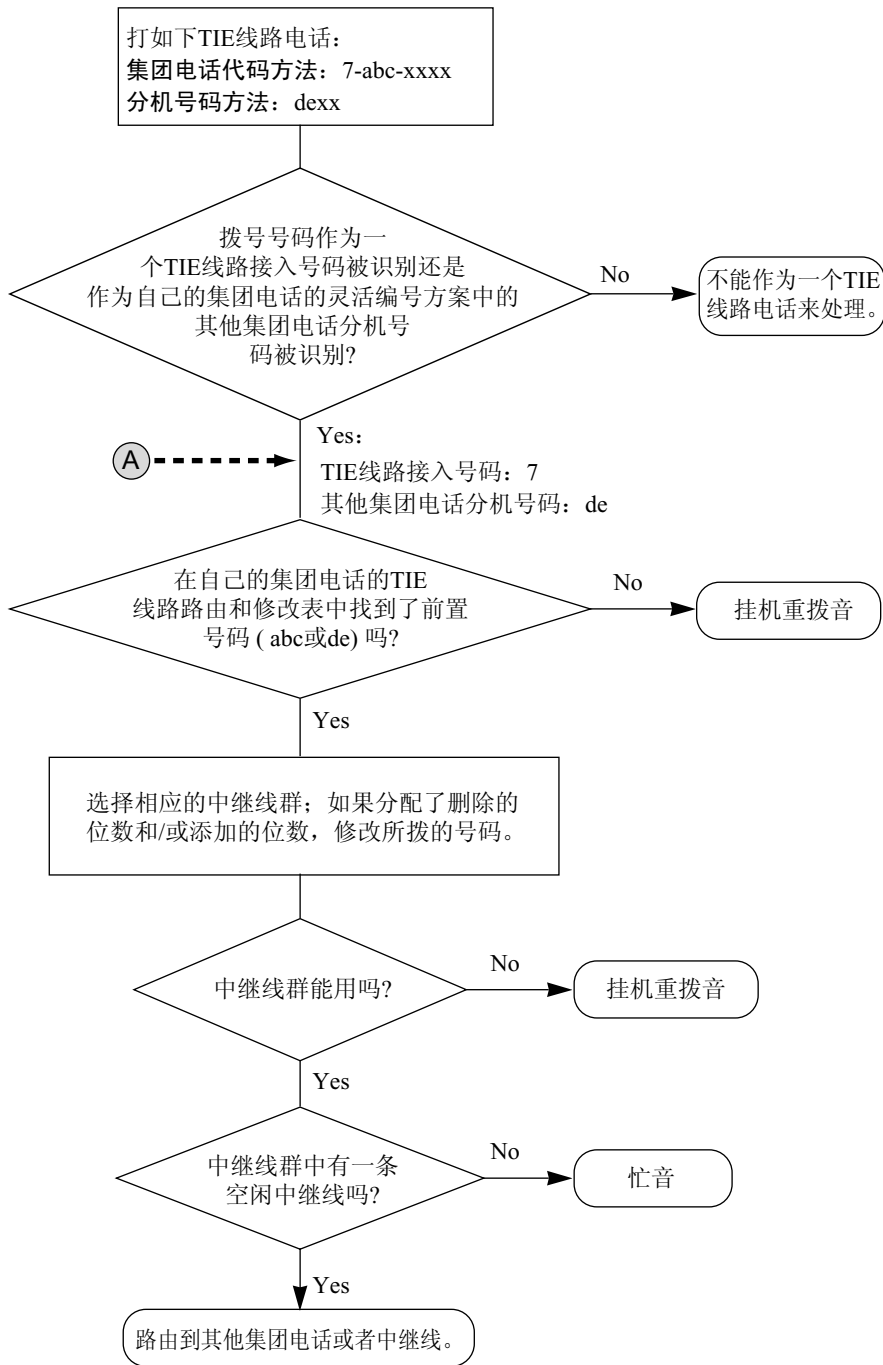 打如下TIE线路电话：
集团电话代码方法：7-abc-xxxx
分机号码方法：dexx
拨号号码作为一
个TIE线路接入号码被识别还是
作为自己的集团电话的灵活编号方案中的
其他集团电话分机号
码被识别?
No
不能作为一个TIE
线路电话来处理。
Yes：
A
TIE线路接入号码：7
其他集团电话分机号码：de
在自己的集团电话的TIE
线路路由和修改表中找到了前置
号码 ( abc或de) 吗?
No
挂机重拨音
Yes
选择相应的中继线群；如果分配了删除的
位数和/或添加的位数，修改所拨的号码。
中继线群能用吗?
No
挂机重拨音
Yes
中继线群中有一条
空闲中继线吗?
No
忙音
Yes
路由到其他集团电话或者中继线。